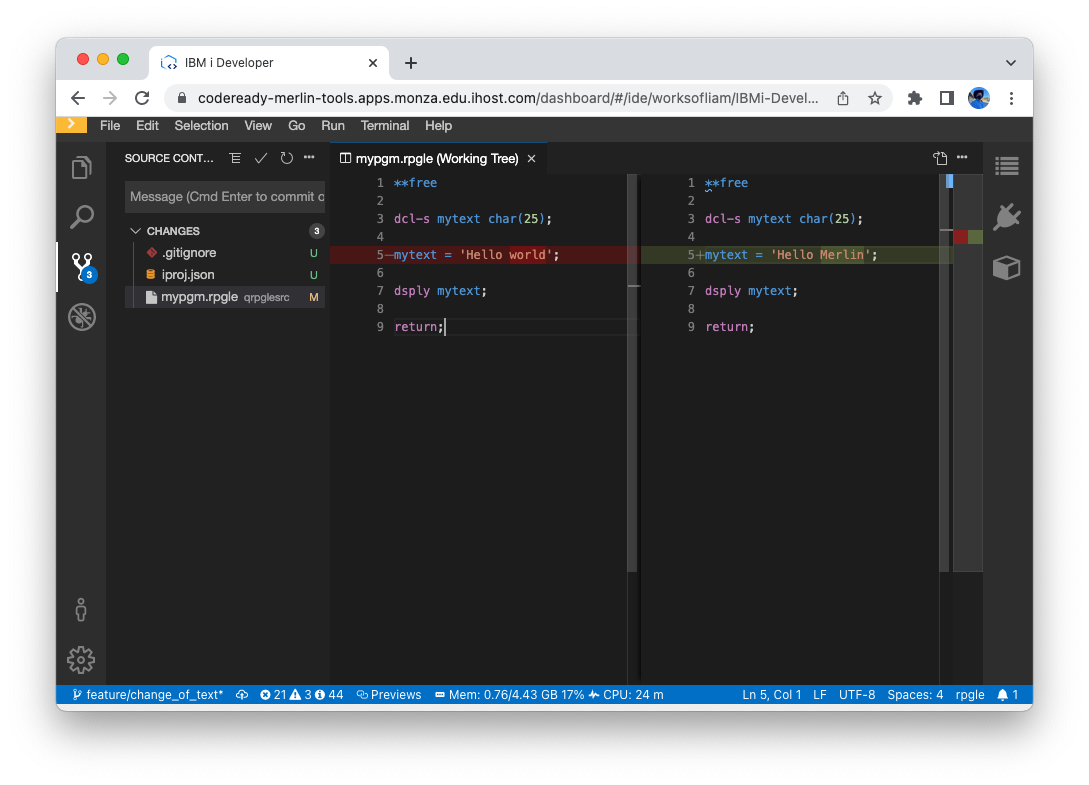 IBM i Developer
codeready-merlin-tools.apps.monza.edu.ihost.com/dashboard/#/ide/worksofliam/IBMi-Devel...
File Edit Selection View Go Run Terminal Help
SOURCE CONT...
Message (Cmd Enter to commit c
CHANGES 3
.gitignore U
iproj.json U
mypgm.rpgle qrpglesrc M
3
mypgm.rpgle (Working Tree)
1 **free
2
3 dcl-s mytext char(25);
4
5 mytext = 'Hello world';
6
7 dsply mytext;
8
9 return;
1 **free
2
3 dcl-s mytext char(25);
4
5+mytext = 'Hello Merlin';
6
7 dsply mytext;
8
9 return;
feature/change_of_text* 21 3 44 Previews Mem: 0.76/4.43 GB 17% CPU: 24 m Ln 5, Col 1 LF UTF-8 Spaces: 4 rpgle 1